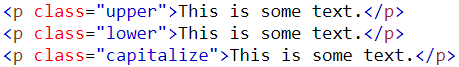 <p class="upper">This is some text.</p>
<p class="lower">This is some text.</p>
<p class="capitalize">This is some text.</p>